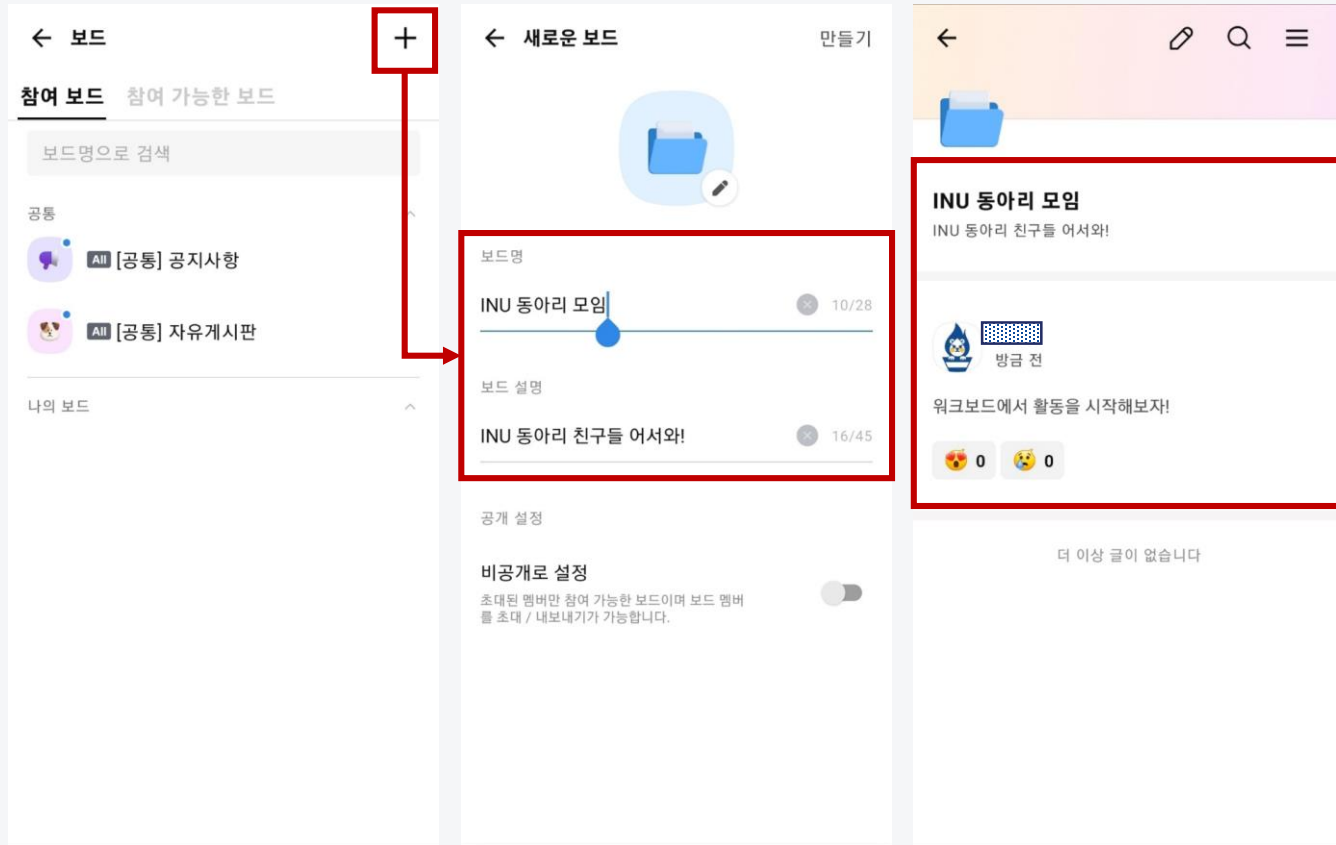 보드
참여 보드 참여 가능한 보드
보드명으로 검색
공통
All [공통] 공지사항
All [공통] 자유게시판
나의 보드
새로운 보드 만들기
보드명
INU 동아리 모임 10/28
보드 설명
INU 동아리 친구들 어서와! 16/45
공개 설정
비공개로 설정
초대된 멤버만 참여 가능한 보드이며 보드 멤버
를 초대 / 내보내기가 가능합니다.
INU 동아리 모임
INU 동아리 친구들 어서와!
방금 전
워크보드에서 활동을 시작해보자!
0 0
더 이상 글이 없습니다